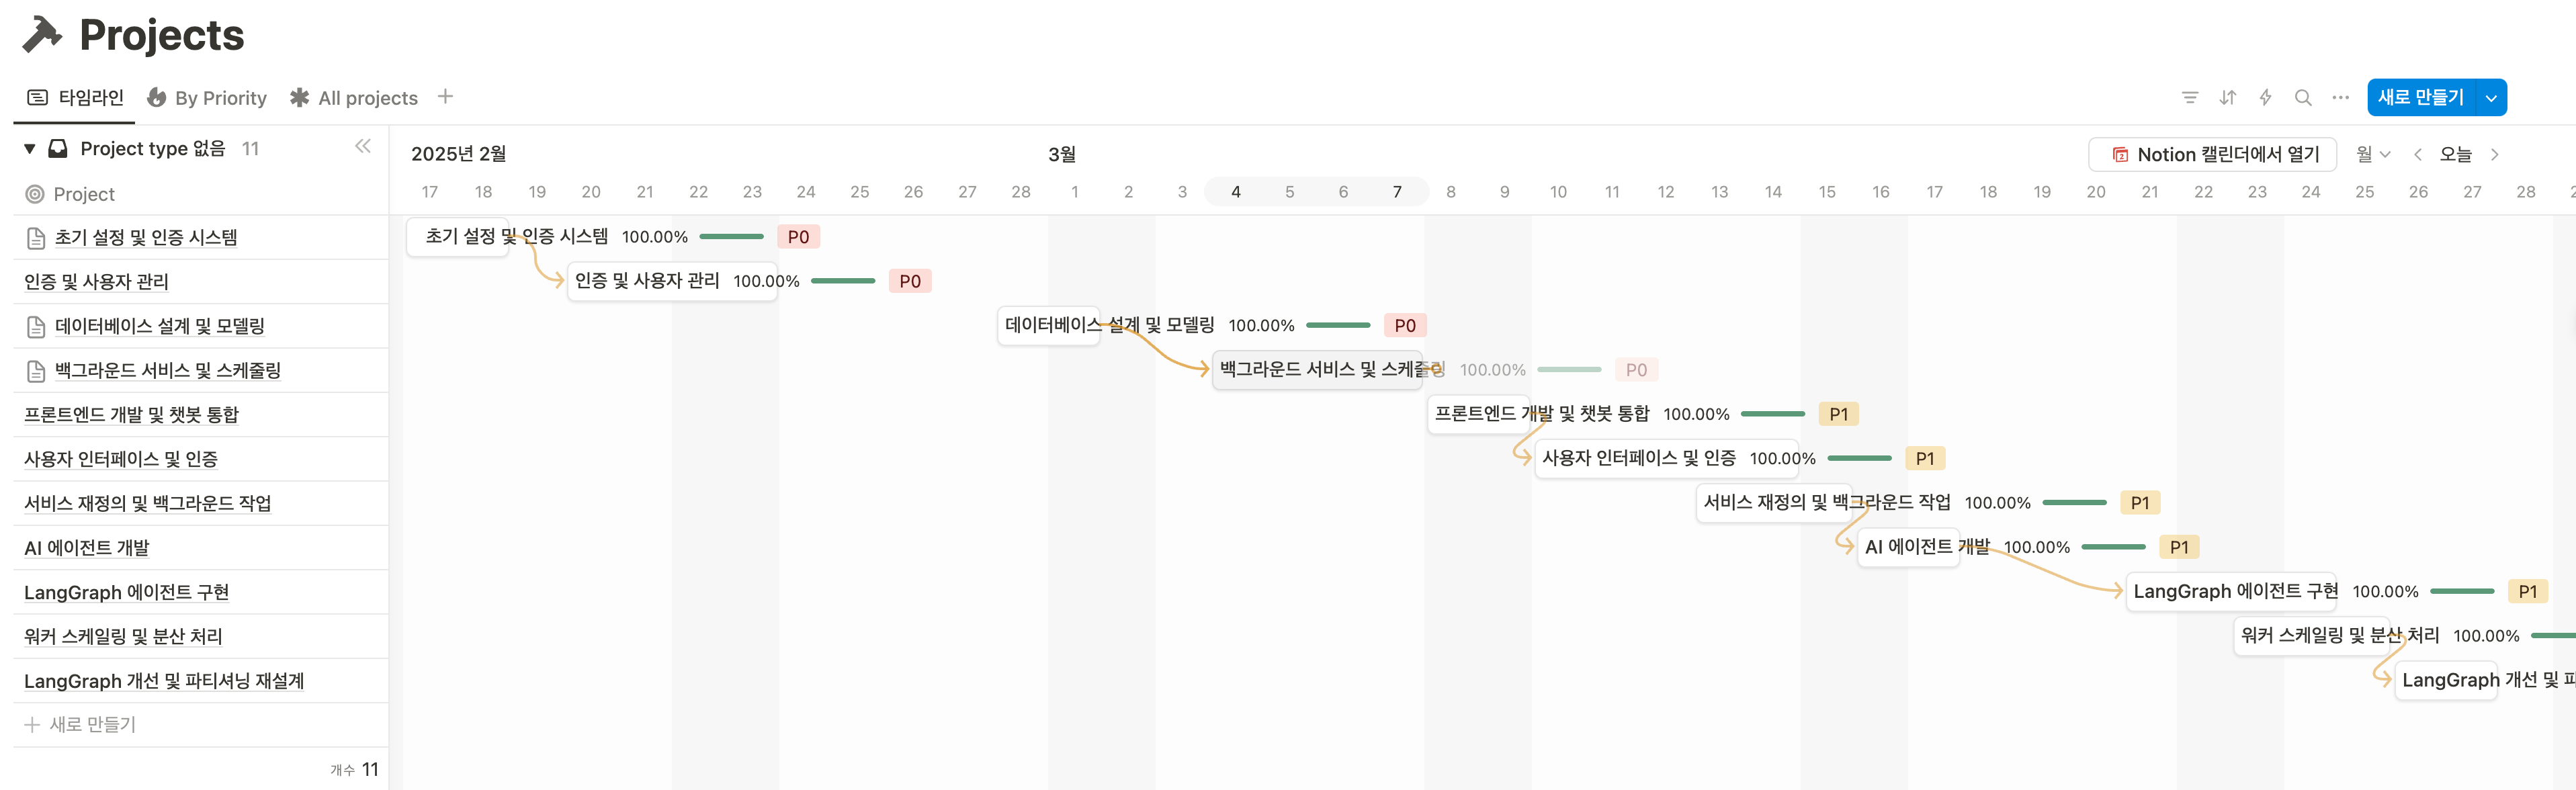 Projects
타임라인 By Priority All projects 새로 만들기
Project type 없음 11
2025년 2월 3월 Notion 캘린더에서 열기 월 오늘
Project
17 18 19 20 21 22 23 24 25 26 27 28 1 2 3 4 5 6 7 8 9 10 11 12 13 14 15 16 17 18 19 20 21 22 23 24 25 26 27 28
초기 설정 및 인증 시스템 초기 설정 및 인증 시스템 100.00% P0
인증 및 사용자 관리 인증 및 사용자 관리 100.00% P0
데이터베이스 설계 및 모델링 데이터베이스 설계 및 모델링 100.00% P0
백그라운드 서비스 및 스케줄링 백그라운드 서비스 및 스케줄링 100.00% P0
프론트엔드 개발 및 챗봇 통합 프론트엔드 개발 및 챗봇 통합 100.00% P1
사용자 인터페이스 및 인증 사용자 인터페이스 및 인증 100.00% P1
서비스 재정의 및 백그라운드 작업 서비스 재정의 및 백그라운드 작업 100.00% P1
AI 에이전트 개발 AI 에이전트 개발 100.00% P1
LangGraph 에이전트 구현 LangGraph 에이전트 구현 100.00% P1
워커 스케일링 및 분산 처리 워커 스케일링 및 분산 처리 100.00%
LangGraph 개선 및 파티셔닝 재설계 LangGraph 개선 및
새로 만들기
개수 11